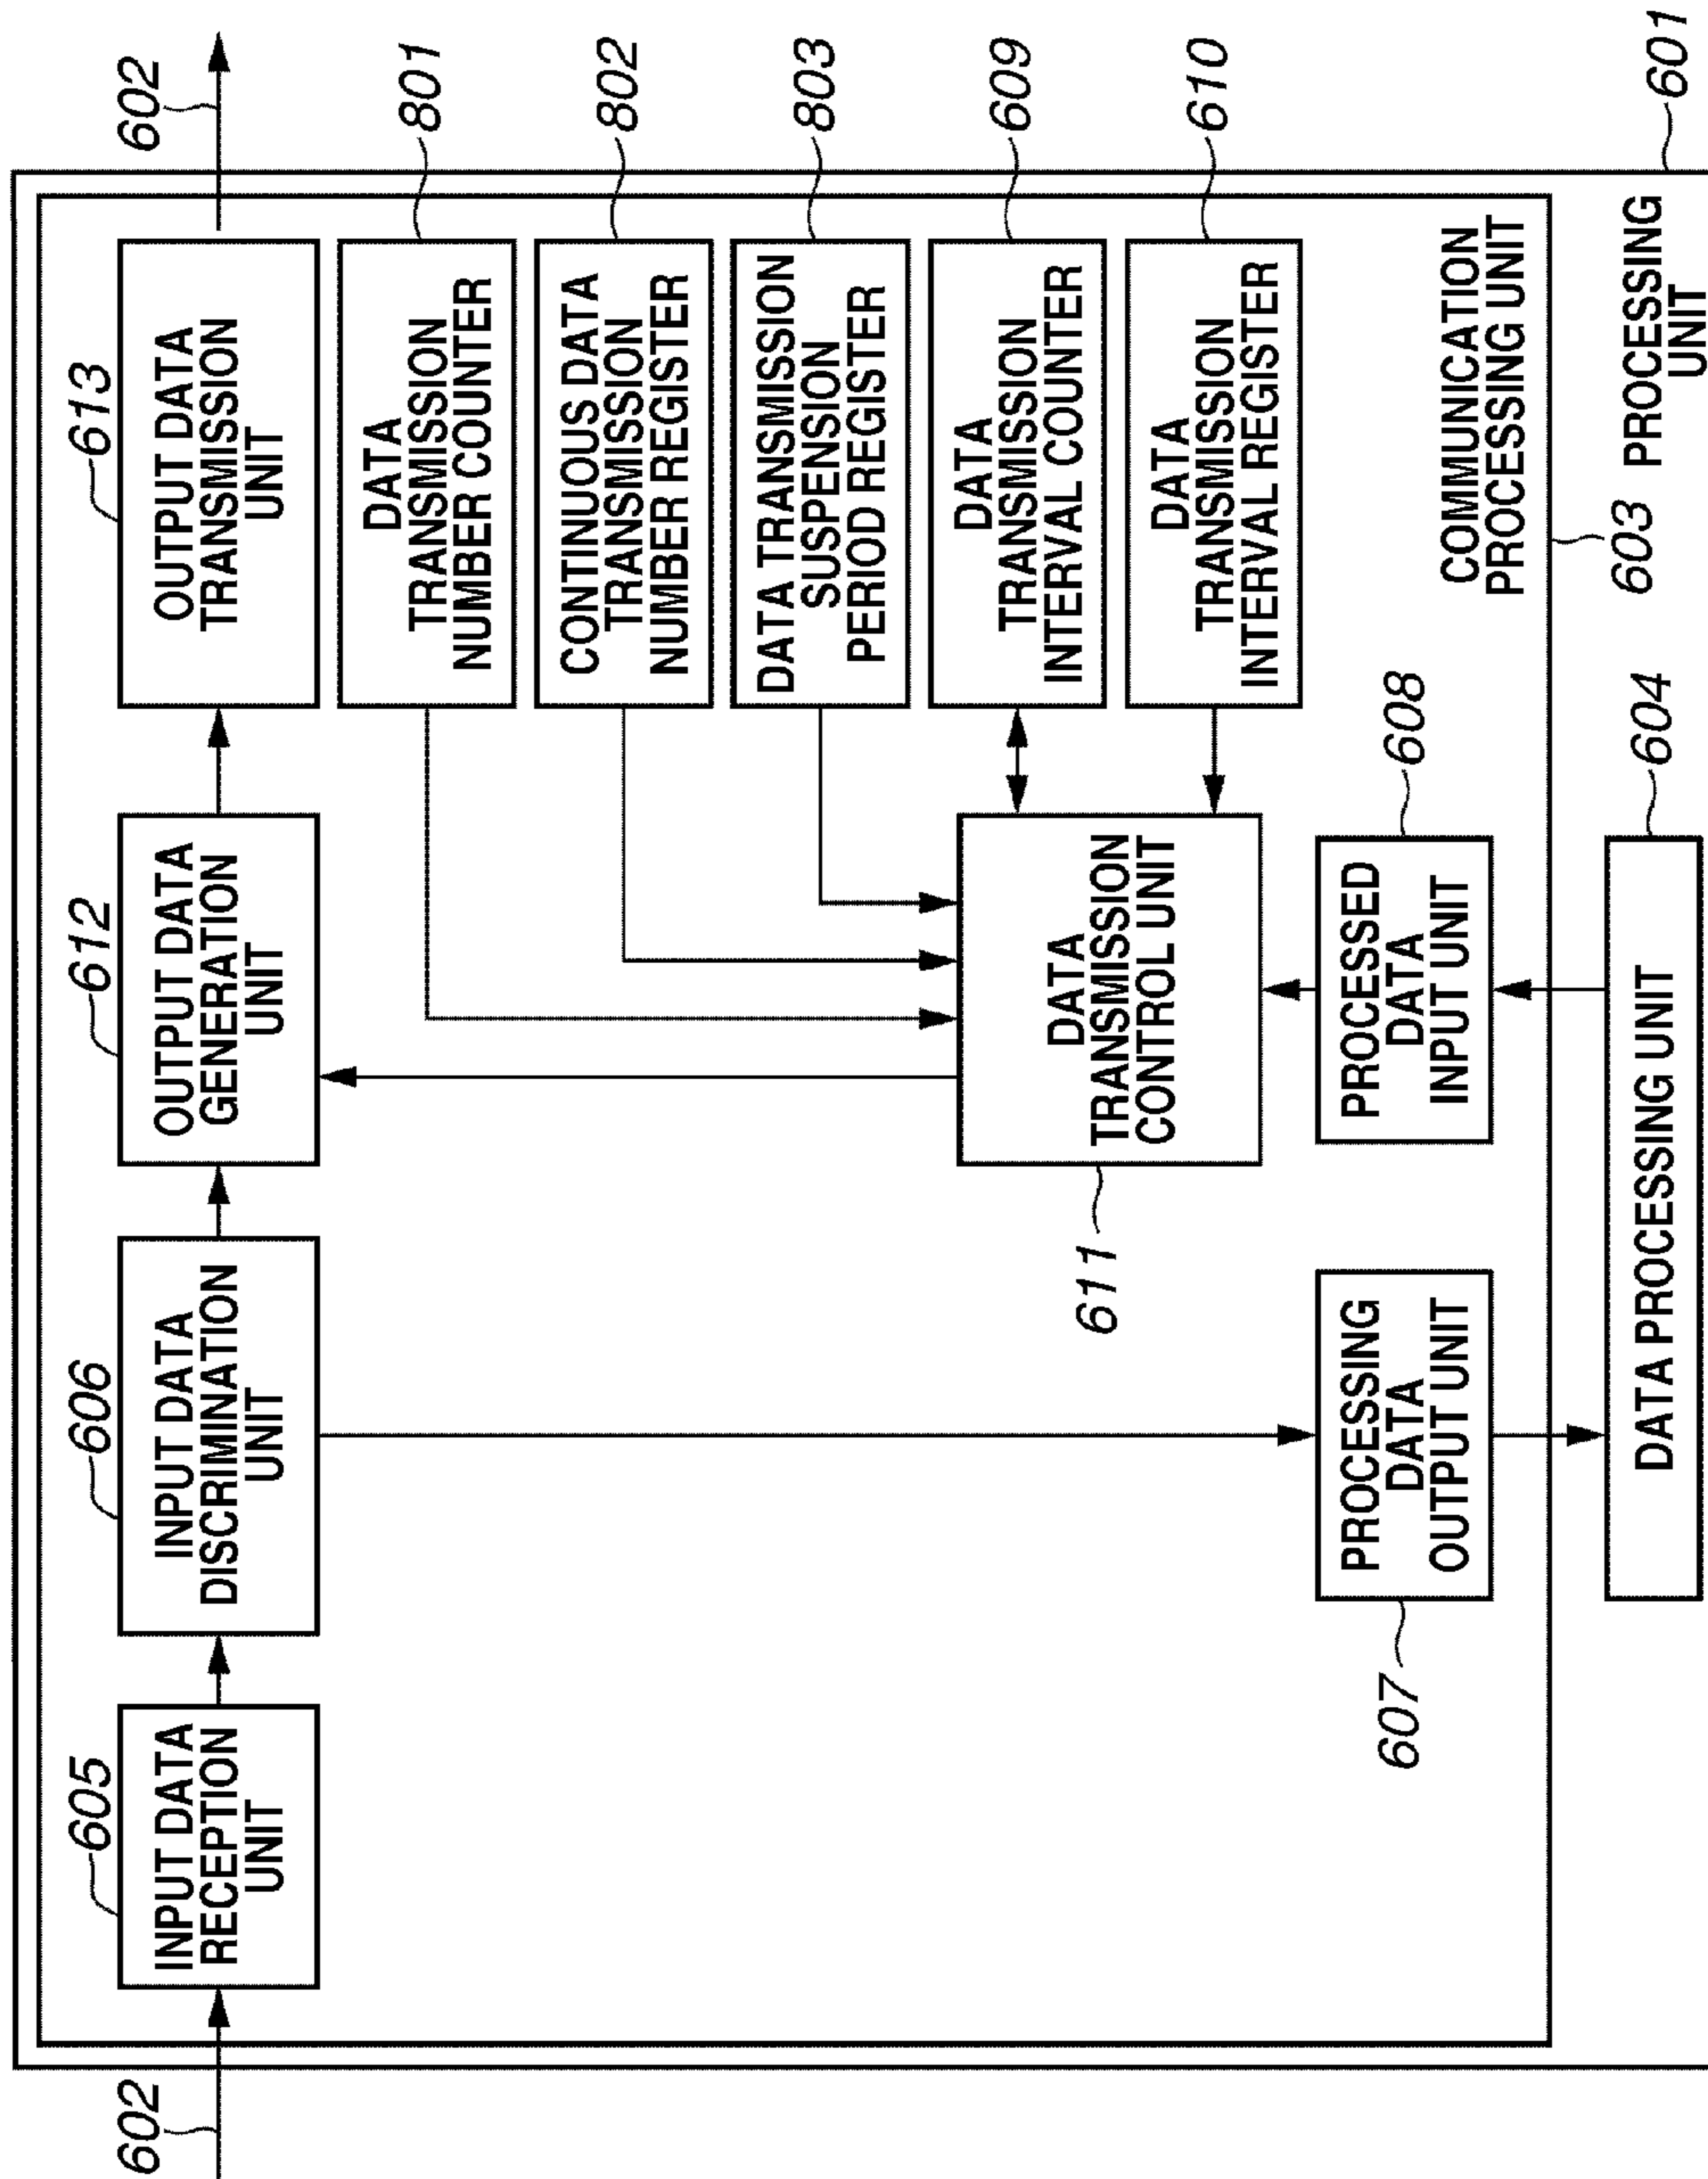 602
605
INPUT DATA
RECEPTION
UNIT
606
INPUT DATA
DISCRIMINATION
UNIT
612
OUTPUT DATA
GENERATION
UNIT
613
OUTPUT DATA
TRANSMISSION
UNIT
602
DATA
TRANSMISSION
NUMBER COUNTER
801
CONTINUOUS DATA
TRANSMISSION
NUMBER REGISTER
802
DATA TRANSMISSION
SUSPENSION
PERIOD REGISTER
803
DATA
TRANSMISSION
INTERVAL COUNTER
609
DATA
TRANSMISSION
INTERVAL REGISTER
610
611
DATA
TRANSMISSION
CONTROL UNIT
607
PROCESSING
DATA
OUTPUT UNIT
PROCESSED
DATA
INPUT UNIT
608
COMMUNICATION
PROCESSING UNIT
603
DATA PROCESSING UNIT
604
PROCESSING
UNIT
601